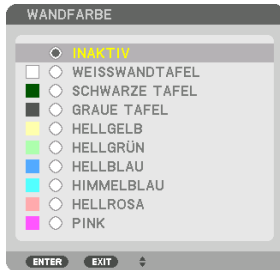 WANDFARBE
INAKTIV
WEISSWANDTAFEL
SCHWARZE TAFEL
GRAUE TAFEL
HELLGELB
HELLGRÜN
HELLBLAU
HIMMELBLAU
HELLROSA
PINK
ENTER EXIT